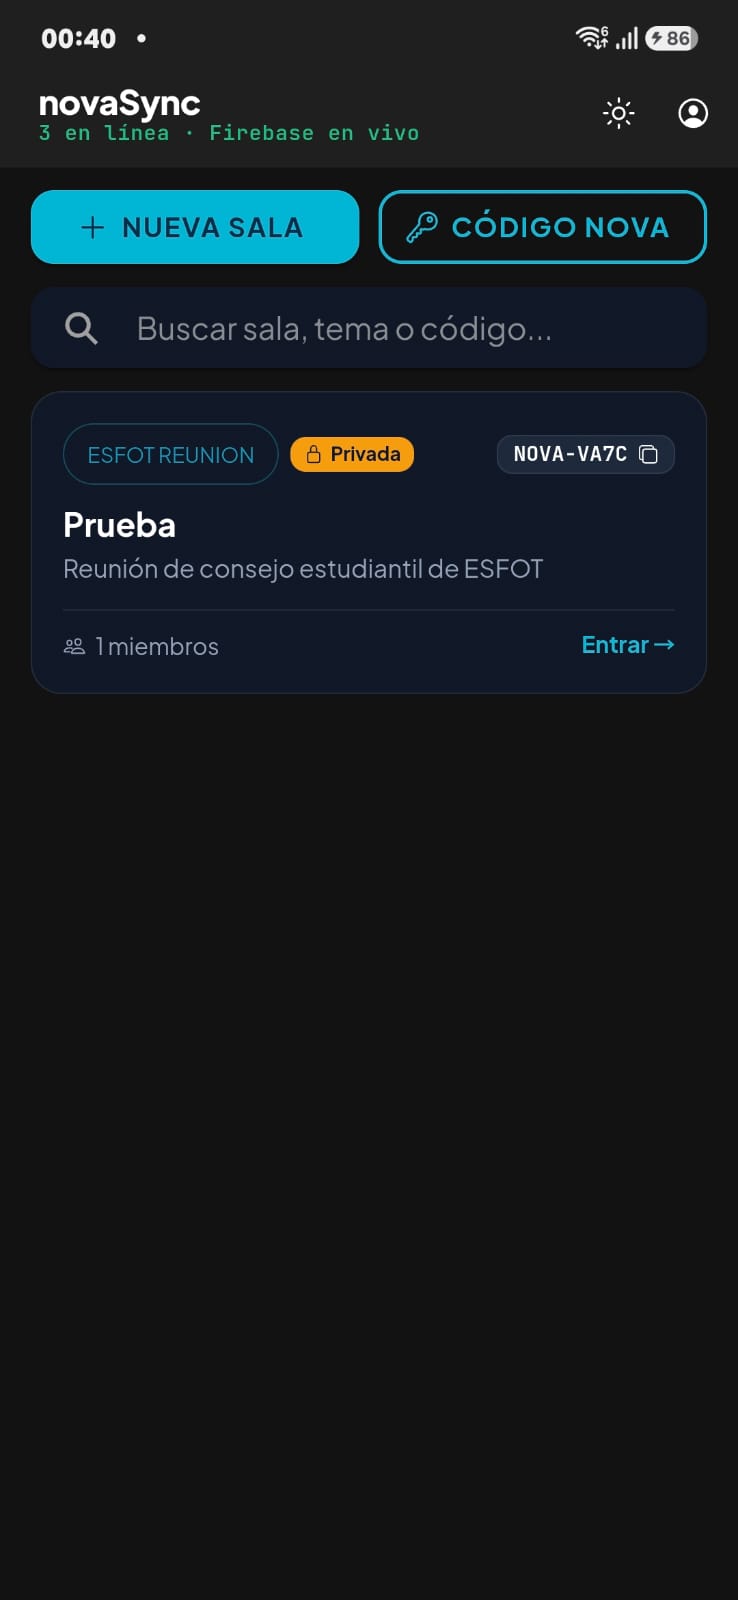 00:40
86
novaSync
3 en línea · Firebase en vivo
+ NUEVA SALA
CÓDIGO NOVA
Buscar sala, tema o código...
ESFOT REUNION
Privada
NOVA-VA7C
Prueba
Reunión de consejo estudiantil de ESFOT
1 miembros
Entrar →